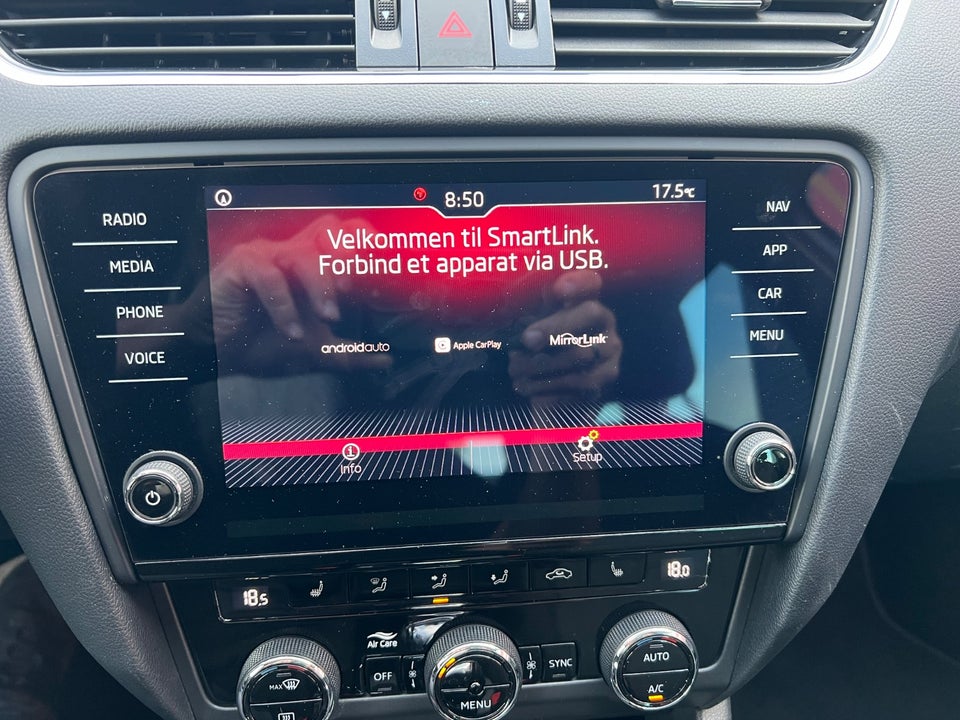 8:50
17.5°C
RADIO
MEDIA
PHONE
VOICE
Velkommen til SmartLink.
Forbind et apparat via USB.
androidauto
Apple CarPlay
MirrorLink
Info
Setup
NAV
APP
CAR
MENU
18.5
18.0
Air Care
MAX
OFF
MENU
SYNC
AUTO
A/C